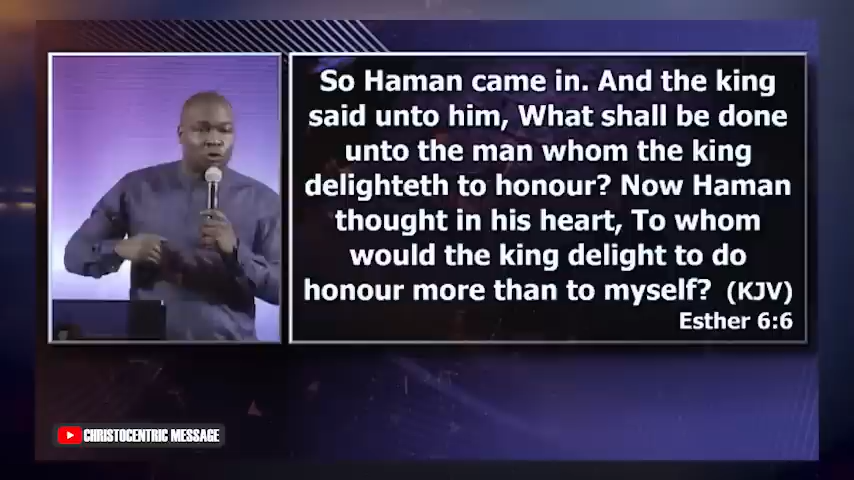 So Haman came in. And the king
said unto him, What shall be done
unto the man whom the king
delighteth to honour? Now Haman
thought in his heart, To whom
would the king delight to do
honour more than to myself? (KJV)
Esther 6:6
CHRISTOCENTRIC MESSAGE